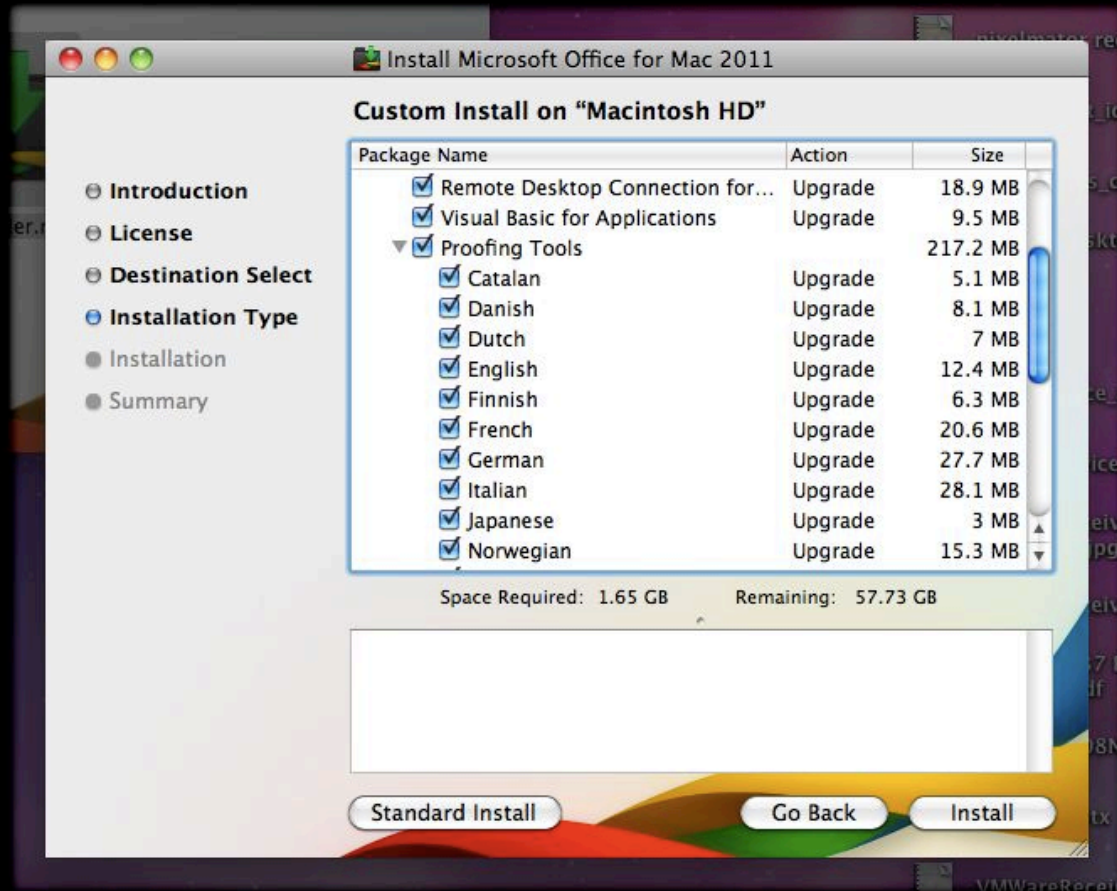 Install Microsoft Office for Mac 2011
Custom Install on “Macintosh HD”
Introduction
License
Destination Select
Installation Type
Installation
Summary
Package Name Action Size
Remote Desktop Connection for... Upgrade 18.9 MB
Visual Basic for Applications Upgrade 9.5 MB
Proofing Tools 217.2 MB
Catalan Upgrade 5.1 MB
Danish Upgrade 8.1 MB
Dutch Upgrade 7 MB
English Upgrade 12.4 MB
Finnish Upgrade 6.3 MB
French Upgrade 20.6 MB
German Upgrade 27.7 MB
Italian Upgrade 28.1 MB
Japanese Upgrade 3 MB
Norwegian Upgrade 15.3 MB
Space Required: 1.65 GB Remaining: 57.73 GB
Standard Install Go Back Install